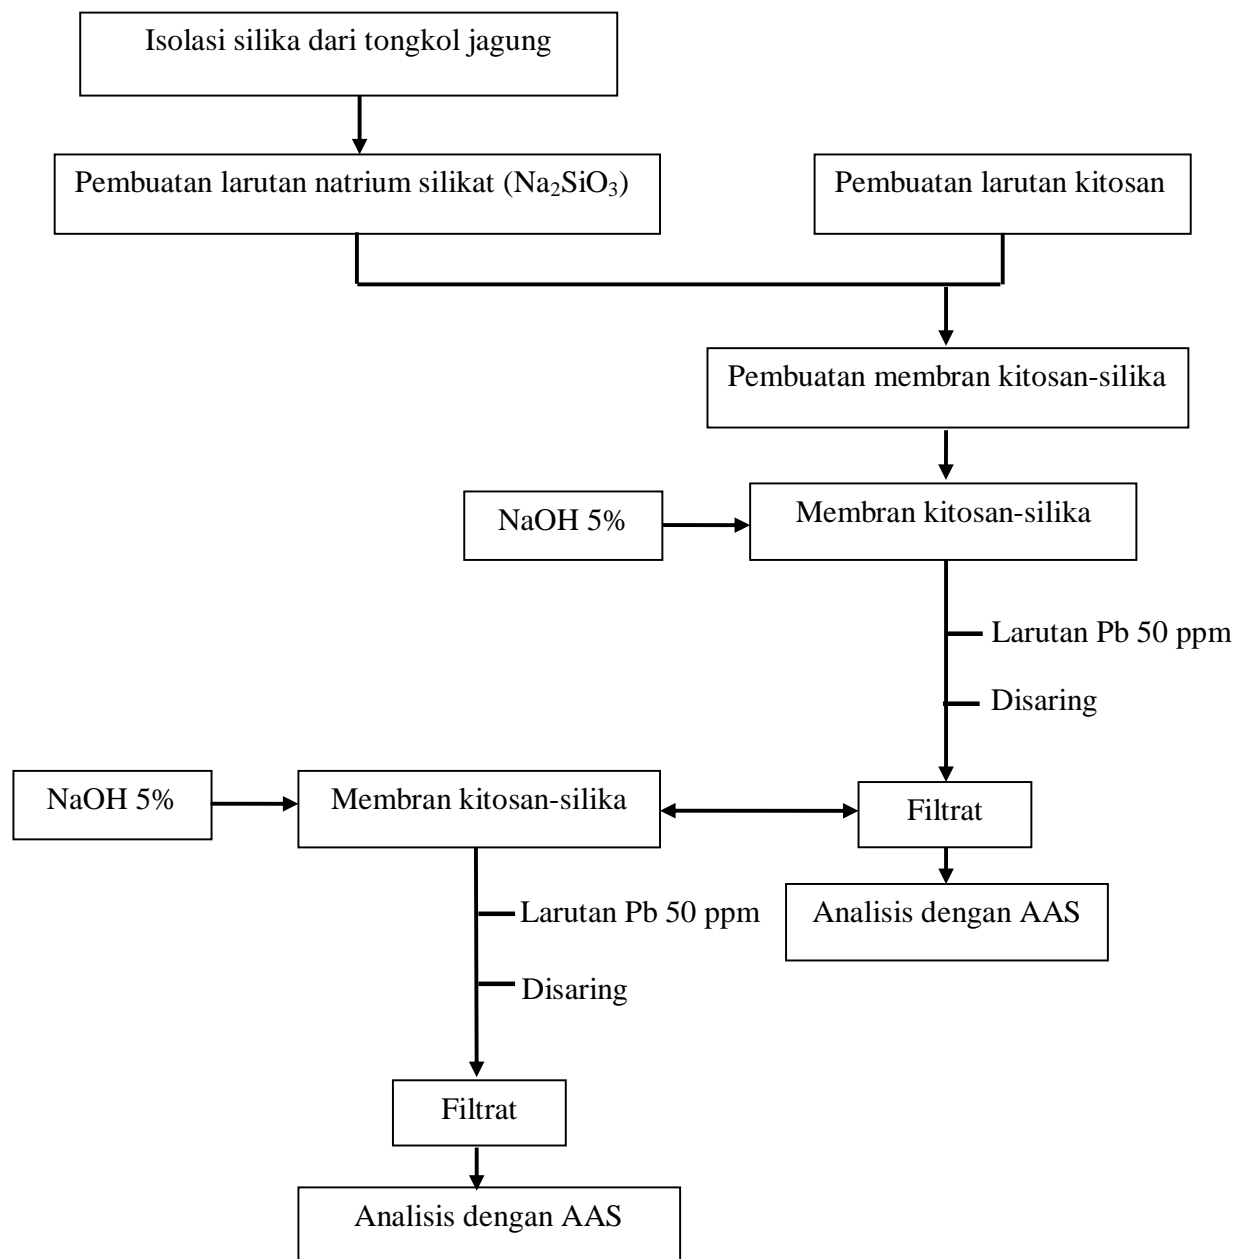 Isolasi silika dari tongkol jagung
Pembuatan larutan natrium silikat (Na₂SiO₃)
Pembuatan larutan kitosan
Pembuatan membran kitosan-silika
NaOH 5%
Membran kitosan-silika
Larutan Pb 50 ppm
Disaring
NaOH 5%
Membran kitosan-silika
Filtrat
Larutan Pb 50 ppm
Analisis dengan AAS
Disaring
Filtrat
Analisis dengan AAS